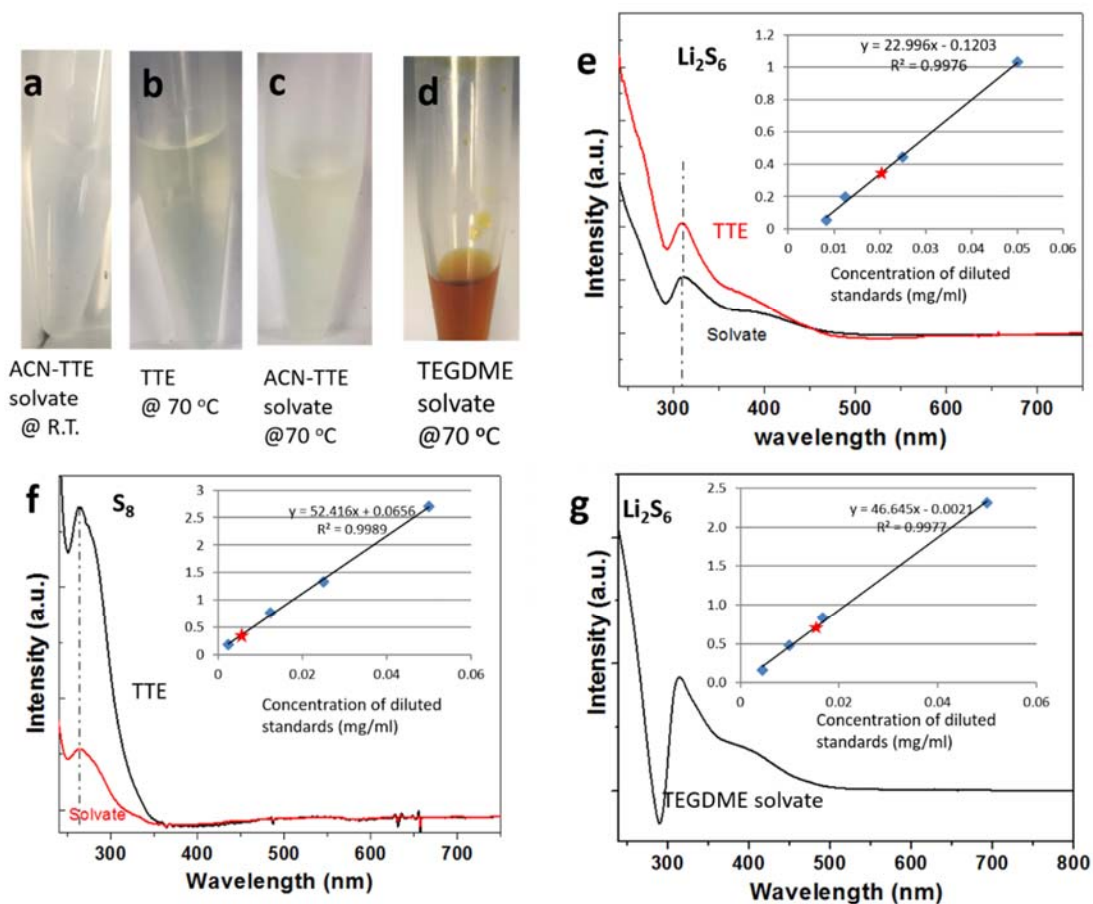 a
b
c
d
ACN-TTE
solvate
@ R.T.
TTE
@ 70 °C
ACN-TTE
solvate
@70 °C
TEGDME
solvate
@70 ºC
e
Li₂S₆
Intensity (a.u.)
y = 22.996x - 0.1203
R² = 0.9976
1.2
1
0.8
0.6
0.4
0.2
0
0 0.01 0.02 0.03 0.04 0.05 0.06
Concentration of diluted
standards (mg/ml)
TTE
Solvate
300 400 500 600 700
wavelength (nm)
f
S₈
Intensity (a.u.)
y = 52.416x + 0.0656
R² = 0.9989
3
2.5
2
1.5
1
0.5
0
0 0.02 0.04 0.06
Concentration of diluted
standards (mg/ml)
TTE
Solvate
300 400 500 600 700
Wavelength (nm)
g
Li₂S₆
Intensity (a.u.)
y = 46.645x - 0.0021
R² = 0.9977
2.5
2.0
1.5
1.0
0.5
0.0
0 0.02 0.04 0.06
Concentration of diluted
standards (mg/ml)
TEGDME solvate
300 400 500 600 700 800
Wavelength (nm)